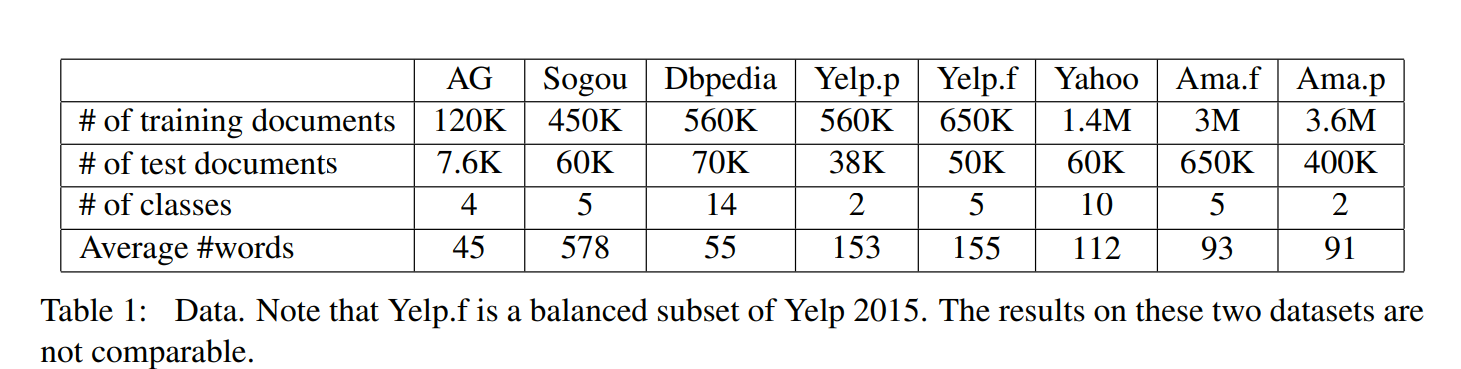 AG Sogou Dbpedia Yelp.p Yelp.f Yahoo Ama.f Ama.p
# of training documents 120K 450K 560K 560K 650K 1.4M 3M 3.6M
# of test documents 7.6K 60K 70K 38K 50K 60K 650K 400K
# of classes 4 5 14 2 5 10 5 2
Average #words 45 578 55 153 155 112 93 91
Table 1: Data. Note that Yelp.f is a balanced subset of Yelp 2015. The results on these two datasets are
not comparable.